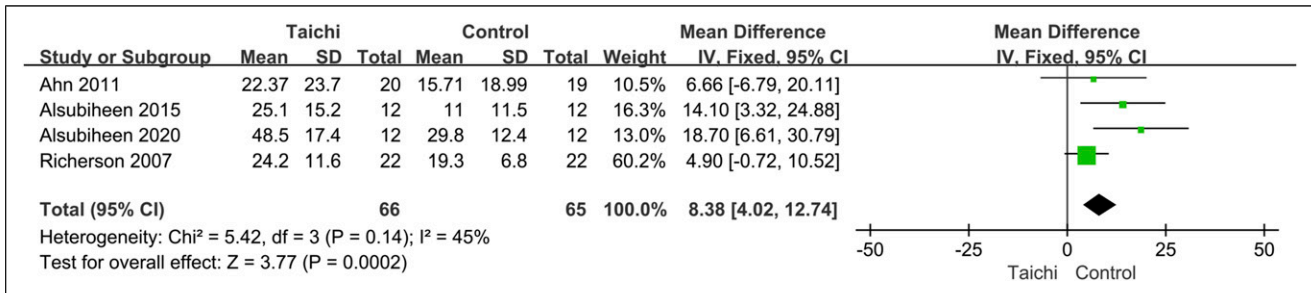 Taichi Control Mean Difference Mean Difference
Study or Subgroup Mean SD Total Mean SD Total Weight IV, Fixed, 95% CI IV, Fixed, 95% CI
Ahn 2011 22.37 23.7 20 15.71 18.99 19 10.5% 6.66 [-6.79, 20.11]
Alsubiheen 2015 25.1 15.2 12 11 11.5 12 16.3% 14.10 [3.32, 24.88]
Alsubiheen 2020 48.5 17.4 12 29.8 12.4 12 13.0% 18.70 [6.61, 30.79]
Richerson 2007 24.2 11.6 22 19.3 6.8 22 60.2% 4.90 [-0.72, 10.52]
Total (95% CI) 66 65 100.0% 8.38 [4.02, 12.74]
Heterogeneity: Chi² = 5.42, df = 3 (P = 0.14); I² = 45%
Test for overall effect: Z = 3.77 (P = 0.0002)
-50 -25 0 25 50
Taichi Control